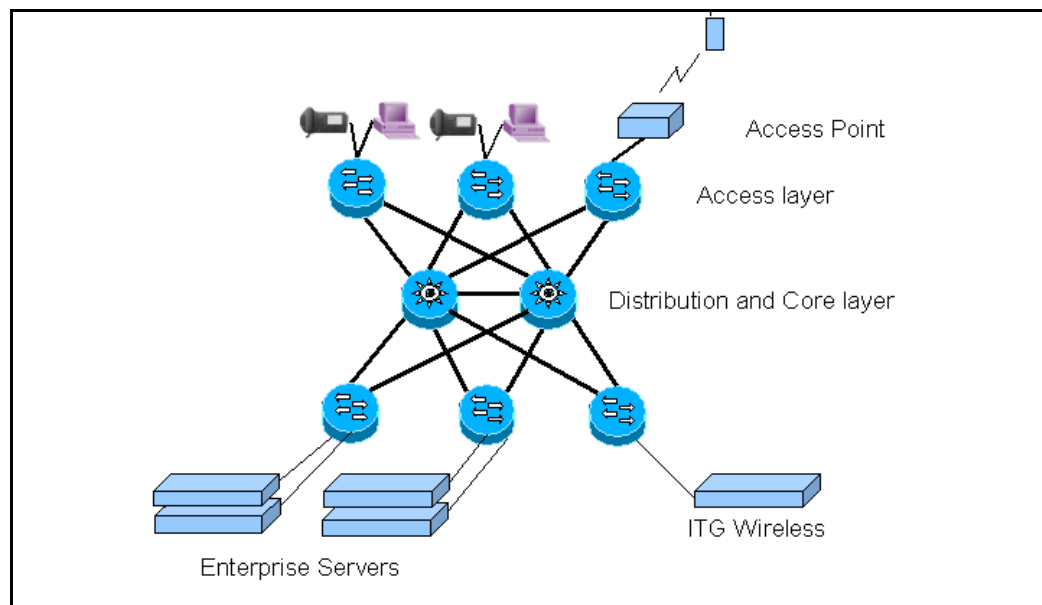 Access Point
Access layer
Distribution and Core layer
ITG Wireless
Enterprise Servers